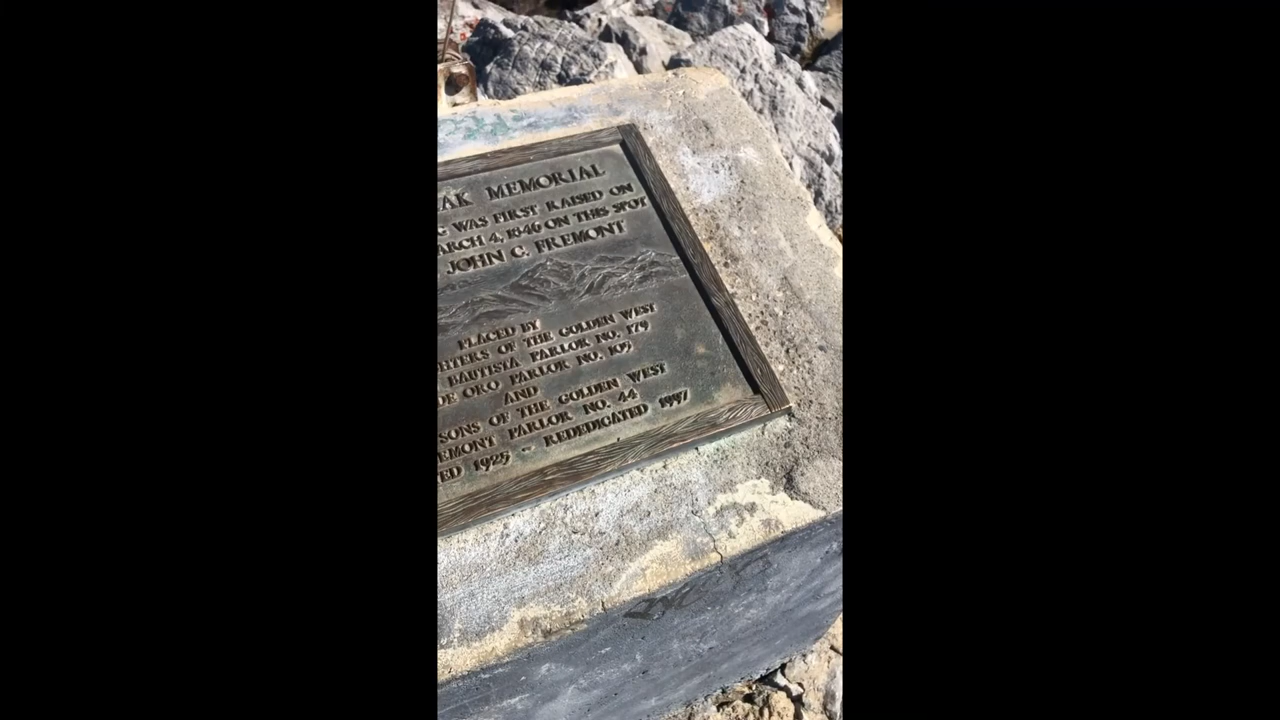 AK MEMORIAL
G WAS FIRST RAISED ON
ARCH 4, 1846 ON THIS SPOT
JOHN C. FREMONT
PLACED BY
HTERS OF THE GOLDEN WEST
BAUTISTA PARLOR NO. 179
DE ORO PARLOR NO. 105
AND
SONS OF THE GOLDEN WEST
EMONT PARLOR NO. 44
ED 1925 - REDEDICATED 1997